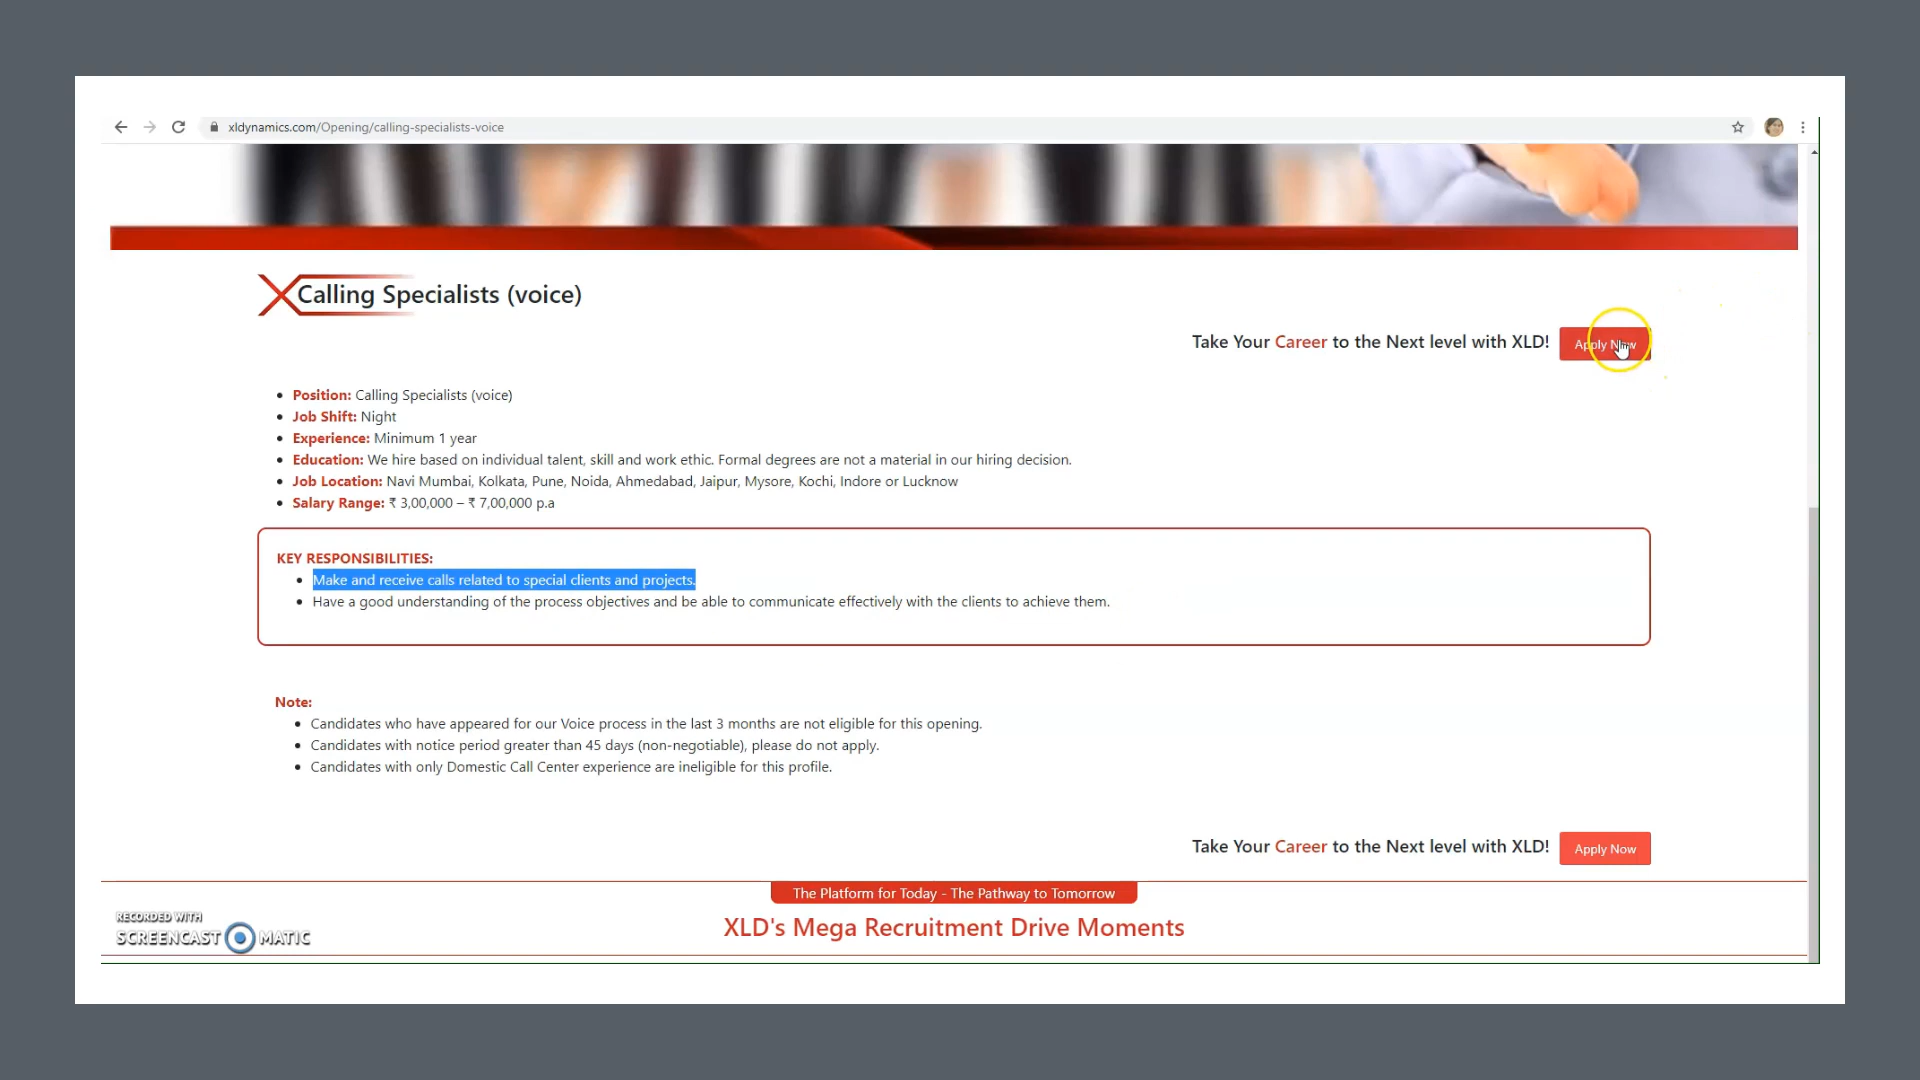 xldynamics.com/Opening/calling-specialists-voice
Calling Specialists (voice)
Take Your Career to the Next level with XLD! Apply Now
Position: Calling Specialists (voice)
Job Shift: Night
Experience: Minimum 1 year
Education: We hire based on individual talent, skill and work ethic. Formal degrees are not a material in our hiring decision.
Job Location: Navi Mumbai, Kolkata, Pune, Noida, Ahmedabad, Jaipur, Mysore, Kochi, Indore or Lucknow
Salary Range: ₹ 3,00,000 – ₹ 7,00,000 p.a
KEY RESPONSIBILITIES:
Make and receive calls related to special clients and projects.
Have a good understanding of the process objectives and be able to communicate effectively with the clients to achieve them.
Note:
Candidates who have appeared for our Voice process in the last 3 months are not eligible for this opening.
Candidates with notice period greater than 45 days (non-negotiable), please do not apply.
Candidates with only Domestic Call Center experience are ineligible for this profile.
Take Your Career to the Next level with XLD! Apply Now
The Platform for Today - The Pathway to Tomorrow
XLD's Mega Recruitment Drive Moments
RECORDED WITH
SCREENCAST MATIC